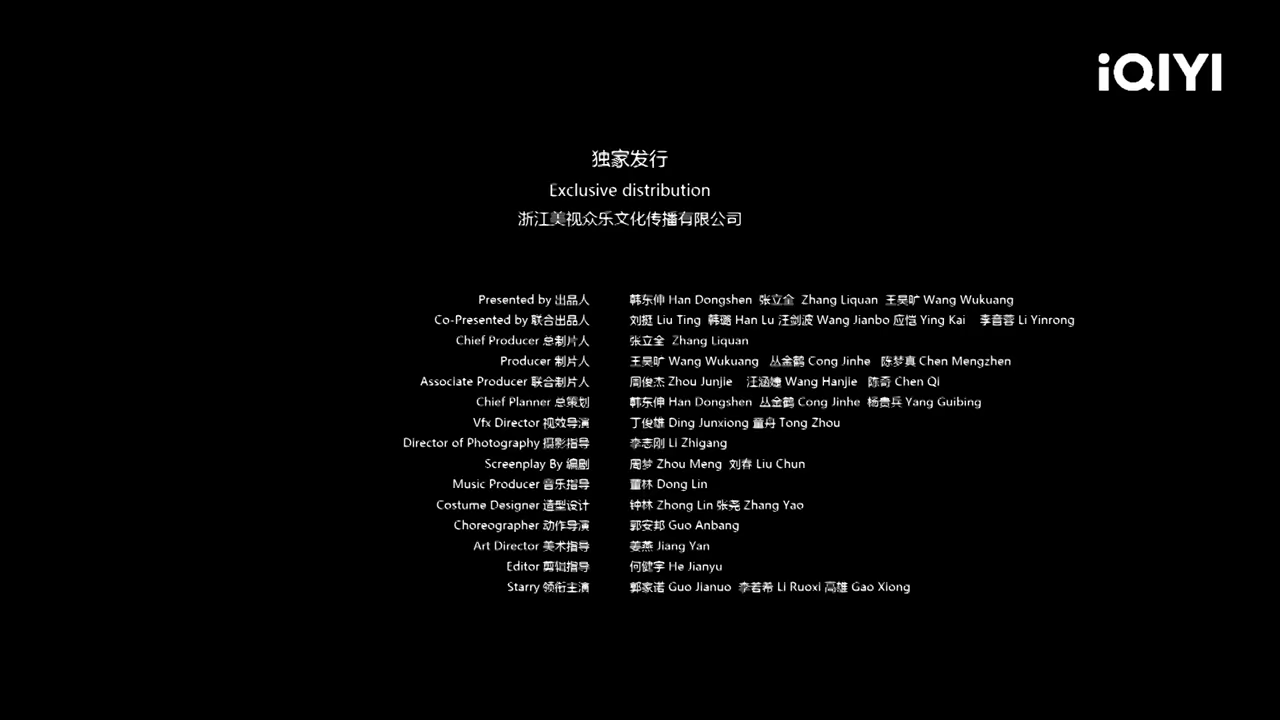 iQIYI
独家发行
Exclusive distribution
浙江美视众乐文化传播有限公司
Presented by 出品人 韩东伸 Han Dongshen 张立全 Zhang Liquan 王吴旷 Wang Wukuang
Co-Presented by 联合出品人 刘挺 Liu Ting 韩璐 Han Lu 汪剑波 Wang Jianbo 应恺 Ying Kai 李音蓉 Li Yinrong
Chief Producer 总制片人 张立全 Zhang Liquan
Producer 制片人 王吴旷 Wang Wukuang 丛金鹤 Cong Jinhe 陈梦真 Chen Mengzhen
Associate Producer 联合制片人 周俊杰 Zhou Junjie 汪涵婕 Wang Hanjie 陈奇 Chen Qi
Chief Planner 总策划 韩东伸 Han Dongshen 丛金鹤 Cong Jinhe 杨贵兵 Yang Guibing
Vfx Director 视效导演 丁俊雄 Ding Junxiong 童舟 Tong Zhou
Director of Photography 摄影指导 李志刚 Li Zhigang
Screenplay By 编剧 周梦 Zhou Meng 刘春 Liu Chun
Music Producer 音乐指导 董林 Dong Lin
Costume Designer 造型设计 钟林 Zhong Lin 张尧 Zhang Yao
Choreographer 动作导演 郭安邦 Guo Anbang
Art Director 美术指导 姜燕 Jiang Yan
Editor 剪辑指导 何健宇 He Jianyu
Starry 领衔主演 郭家诺 Guo Jianuo 李若希 Li Ruoxi 高雄 Gao Xiong